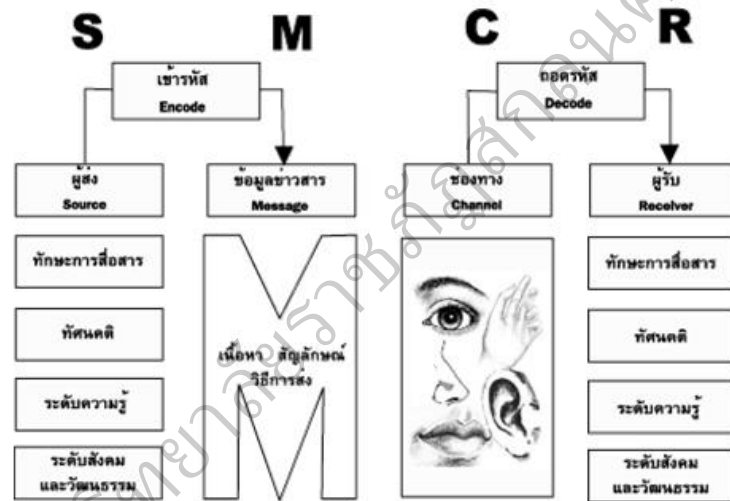 S M C R
เข้ารหัส
Encode
ถอดรหัส
Decode
ผู้ส่ง
Source
ข้อมูลข่าวสาร
Message
ช่องทาง
Channel
ผู้รับ
Receiver
ทักษะการสื่อสาร
ทัศนคติ
ระดับความรู้
ระดับสังคม
และวัฒนธรรม
เนื้อหา สัญลักษณ์
วิธีการส่ง
ทักษะการสื่อสาร
ทัศนคติ
ระดับความรู้
ระดับสังคม
และวัฒนธรรม